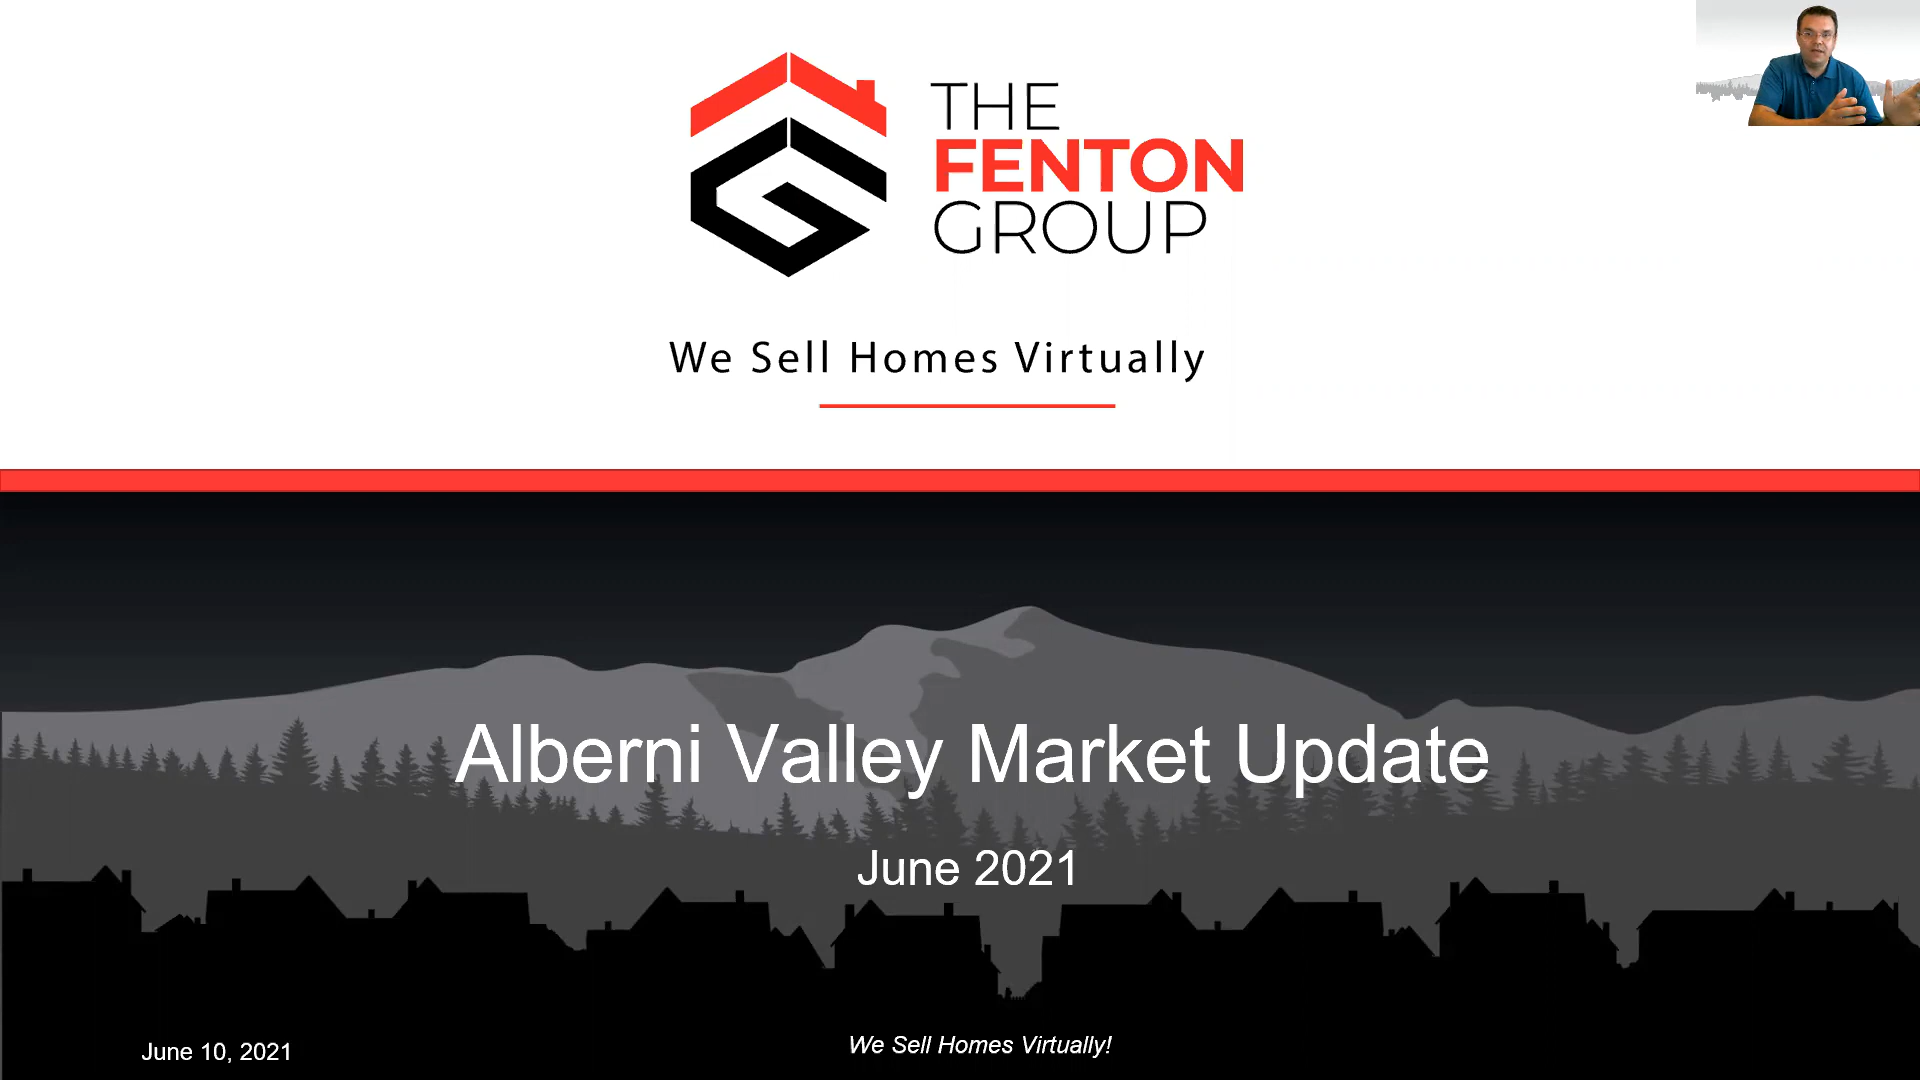 THE
FENTON
GROUP
We Sell Homes Virtually
Alberni Valley Market Update
June 2021
June 10, 2021
We Sell Homes Virtually!